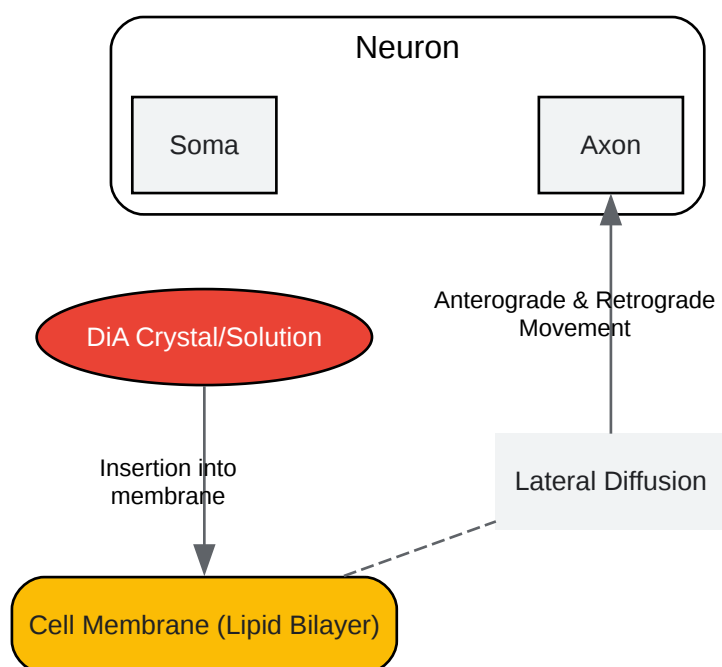 Neuron
Soma
Axon
DiA Crystal/Solution
Anterograde & Retrograde
Movement
Insertion into
membrane
Lateral Diffusion
Cell Membrane (Lipid Bilayer)